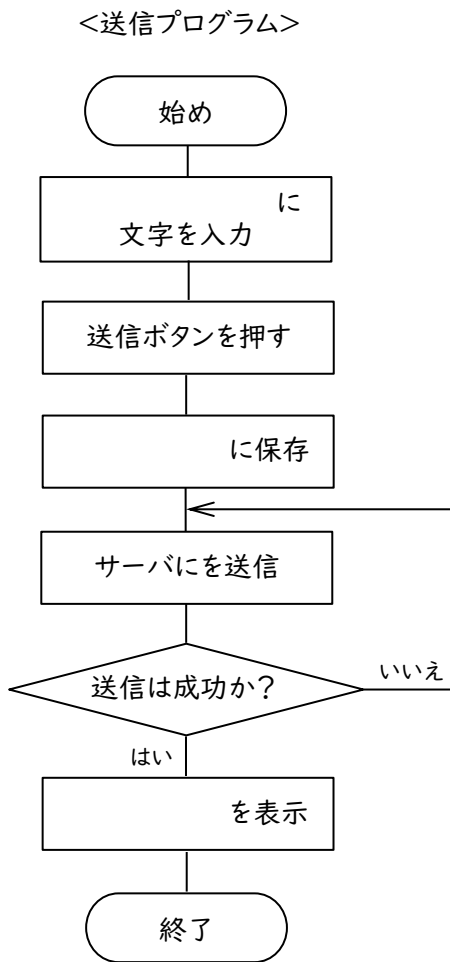 <送信プログラム>
始め
に
文字を入力
送信ボタンを押す
に保存
サーバにを送信
送信は成功か?
いいえ
はい
を表示
終了